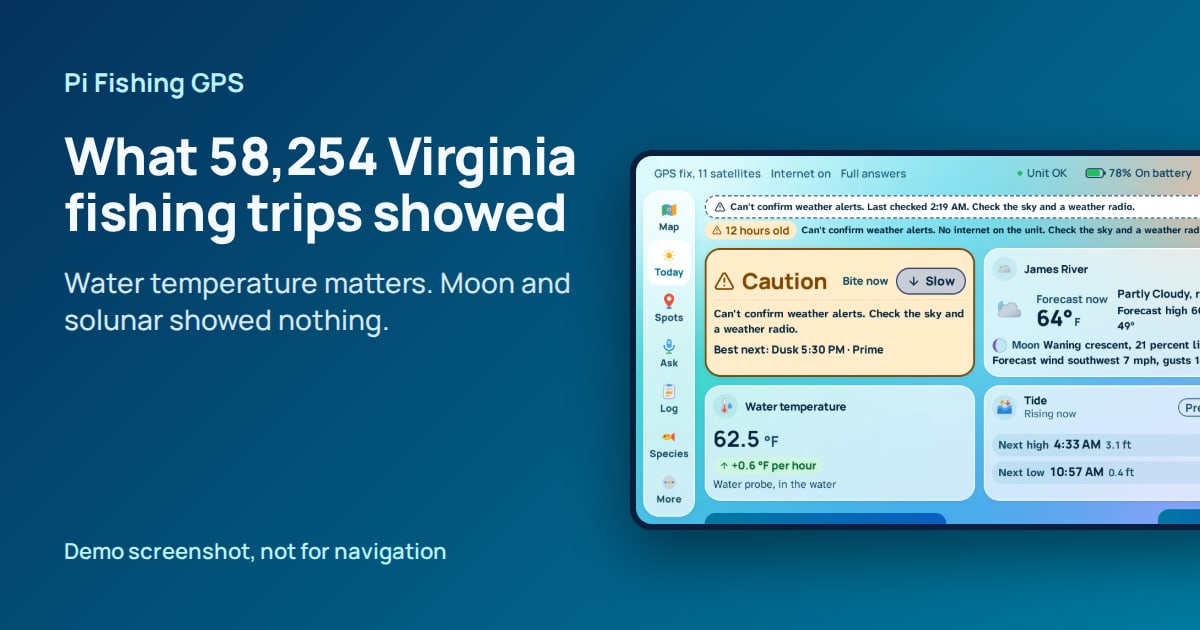 Pi Fishing GPS
What 58,254 Virginia
fishing trips showed
Water temperature matters. Moon and
solunar showed nothing.
Demo screenshot, not for navigation
GPS fix, 11 satellites Internet on Full answers
Unit OK 78% On battery
Map
Today
Spots
Ask
Log
Species
More
Can't confirm weather alerts. Last checked 2:19 AM. Check the sky and a weather radio.
12 hours old Can't confirm weather alerts. No internet on the unit. Check the sky and a weather rad
Caution Bite now ↓ Slow
Can't confirm weather alerts. Check the sky and
a weather radio.
Best next: Dusk 5:30 PM · Prime
James River
Forecast now
64° F
Partly Cloudy, r
Forecast high 6
49°
Moon Waning crescent, 21 percent li
Forecast wind southwest 7 mph, gusts 1
Water temperature
62.5 °F
↑ +0.6 °F per hour
Water probe, in the water
Tide
Rising now
Pre
Next high 4:33 AM 3.1 ft
Next low 10:57 AM 0.4 ft